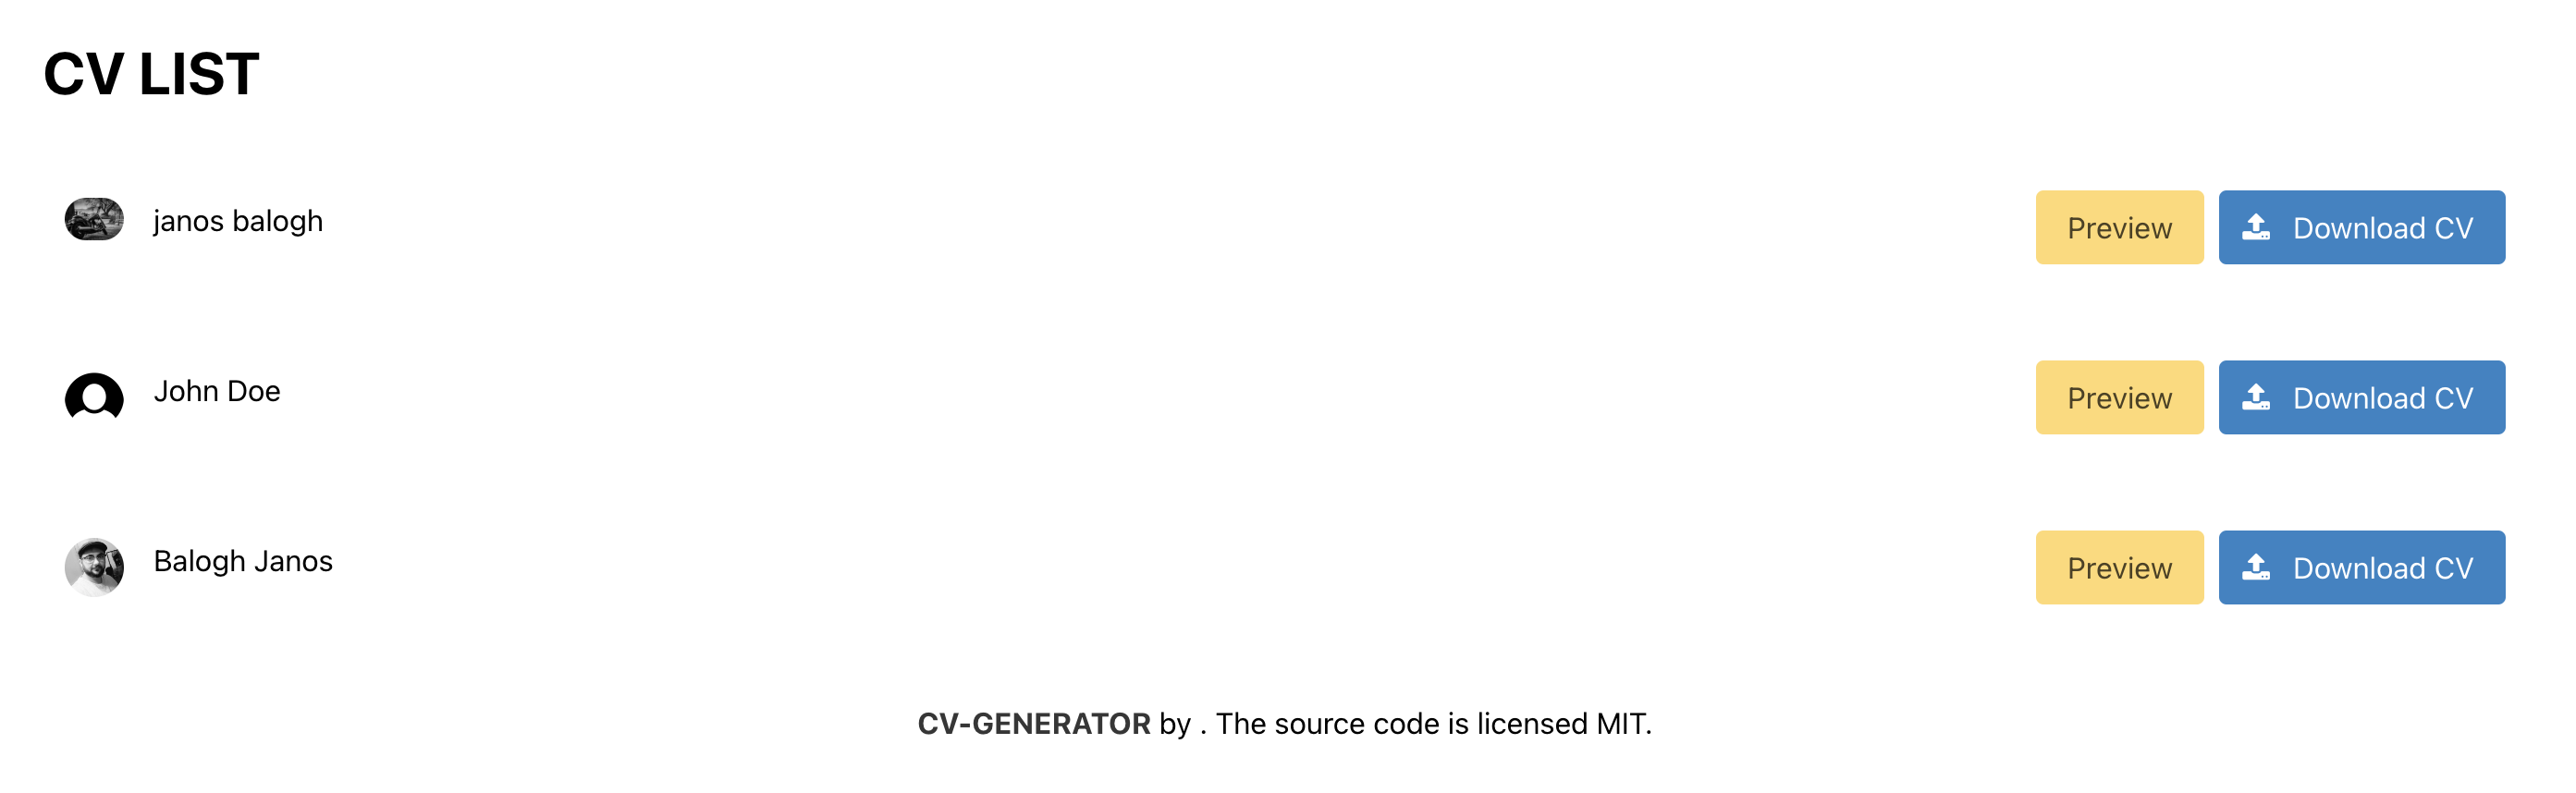 CV LIST
janos balogh
Preview
Download CV
John Doe
Preview
Download CV
Balogh Janos
Preview
Download CV
CV-GENERATOR by . The source code is licensed MIT.